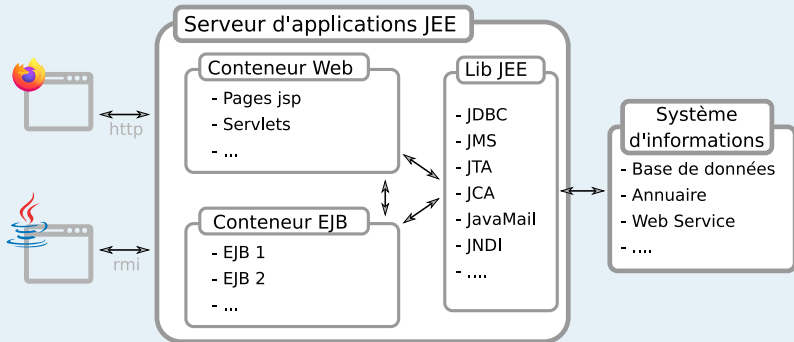 Serveur d'applications JEE
Conteneur Web
- Pages jsp
- Servlets
- ...
http
Conteneur EJB
- EJB 1
- EJB 2
- ...
rmi
Lib JEE
- JDBC
- JMS
- JTA
- JCA
- JavaMail
- JNDI
- ....
Système
d'informations
- Base de données
- Annuaire
- Web Service
- ....